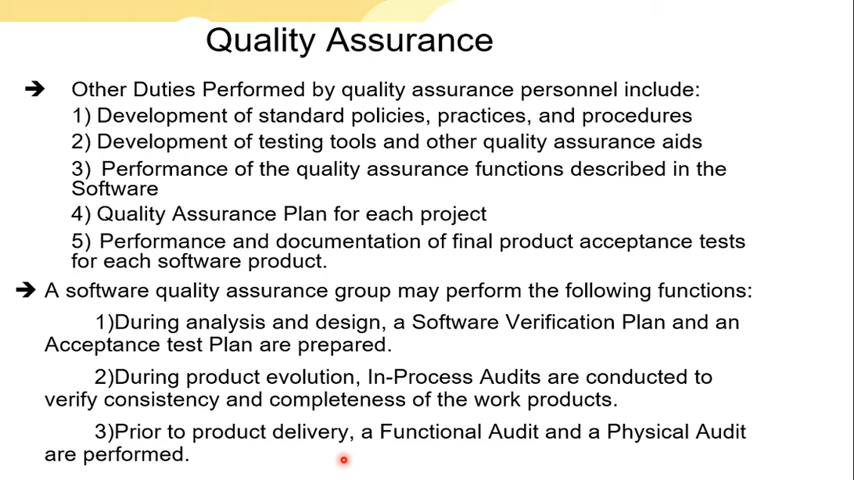 Quality Assurance
➔ Other Duties Performed by quality assurance personnel include:
1) Development of standard policies, practices, and procedures
2) Development of testing tools and other quality assurance aids
3) Performance of the quality assurance functions described in the
Software
4) Quality Assurance Plan for each project
5) Performance and documentation of final product acceptance tests
for each software product.
➔ A software quality assurance group may perform the following functions:
1)During analysis and design, a Software Verification Plan and an
Acceptance test Plan are prepared.
2)During product evolution, In-Process Audits are conducted to
verify consistency and completeness of the work products.
3)Prior to product delivery, a Functional Audit and a Physical Audit
are performed.